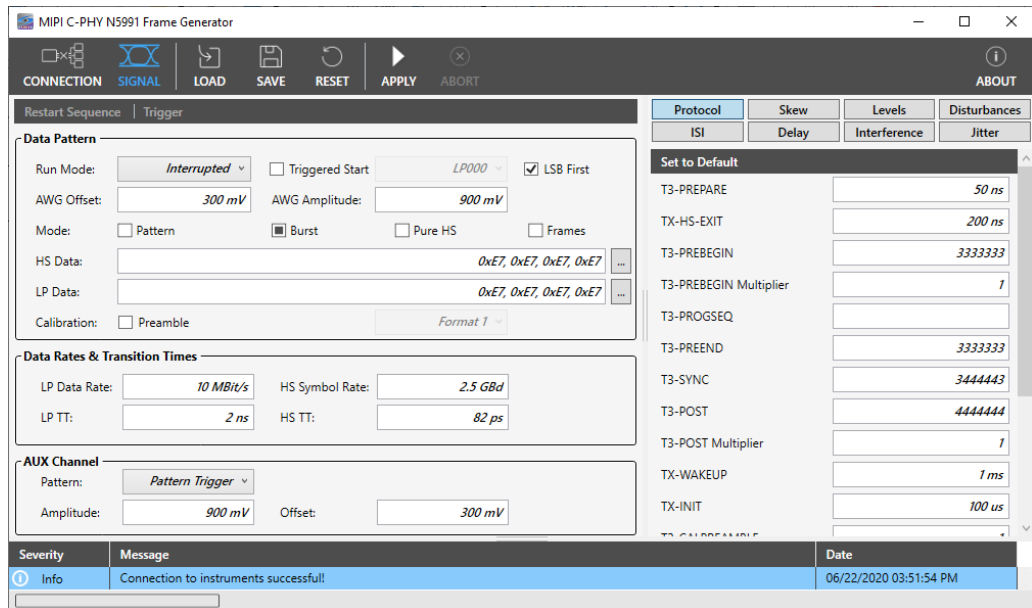 MIPI C-PHY N5991 Frame Generator
CONNECTION SIGNAL LOAD SAVE RESET APPLY ABORT ABOUT
Restart Sequence | Trigger
Data Pattern
Run Mode: Interrupted Triggered Start LP000 LSB First
AWG Offset: 300 mV AWG Amplitude: 900 mV
Mode: Pattern Burst Pure HS Frames
HS Data: 0xE7, 0xE7, 0xE7, 0xE7 ...
LP Data: 0xE7, 0xE7, 0xE7, 0xE7 ...
Calibration: Preamble Format 1
Data Rates & Transition Times
LP Data Rate: 10 MBit/s HS Symbol Rate: 2.5 GBd
LP TT: 2 ns HS TT: 82 ps
AUX Channel
Pattern: Pattern Trigger
Amplitude: 900 mV Offset: 300 mV
Protocol Skew Levels Disturbances
ISI Delay Interference Jitter
Set to Default
T3-PREPARE 50 ns
TX-HS-EXIT 200 ns
T3-PREBEGIN 3333333
T3-PREBEGIN Multiplier 1
T3-PROGSEQ
T3-PREEND 3333333
T3-SYNC 3444443
T3-POST 4444444
T3-POST Multiplier 1
TX-WAKEUP 1 ms
TX-INIT 100 us
Severity Message Date
Info Connection to instruments successful! 06/22/2020 03:51:54 PM